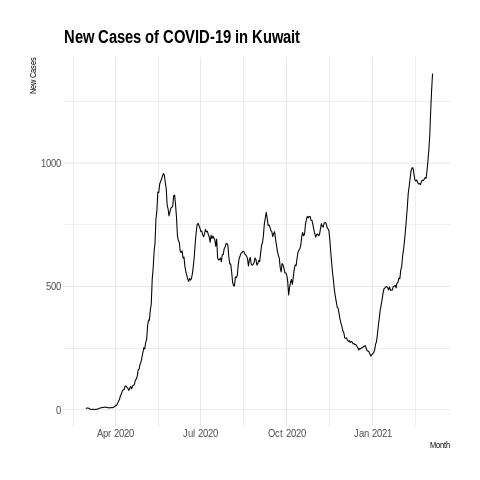 New Cases of COVID-19 in Kuwait
New Cases
1000
500
0
Apr 2020
Jul 2020
Oct 2020
Jan 2021
Month